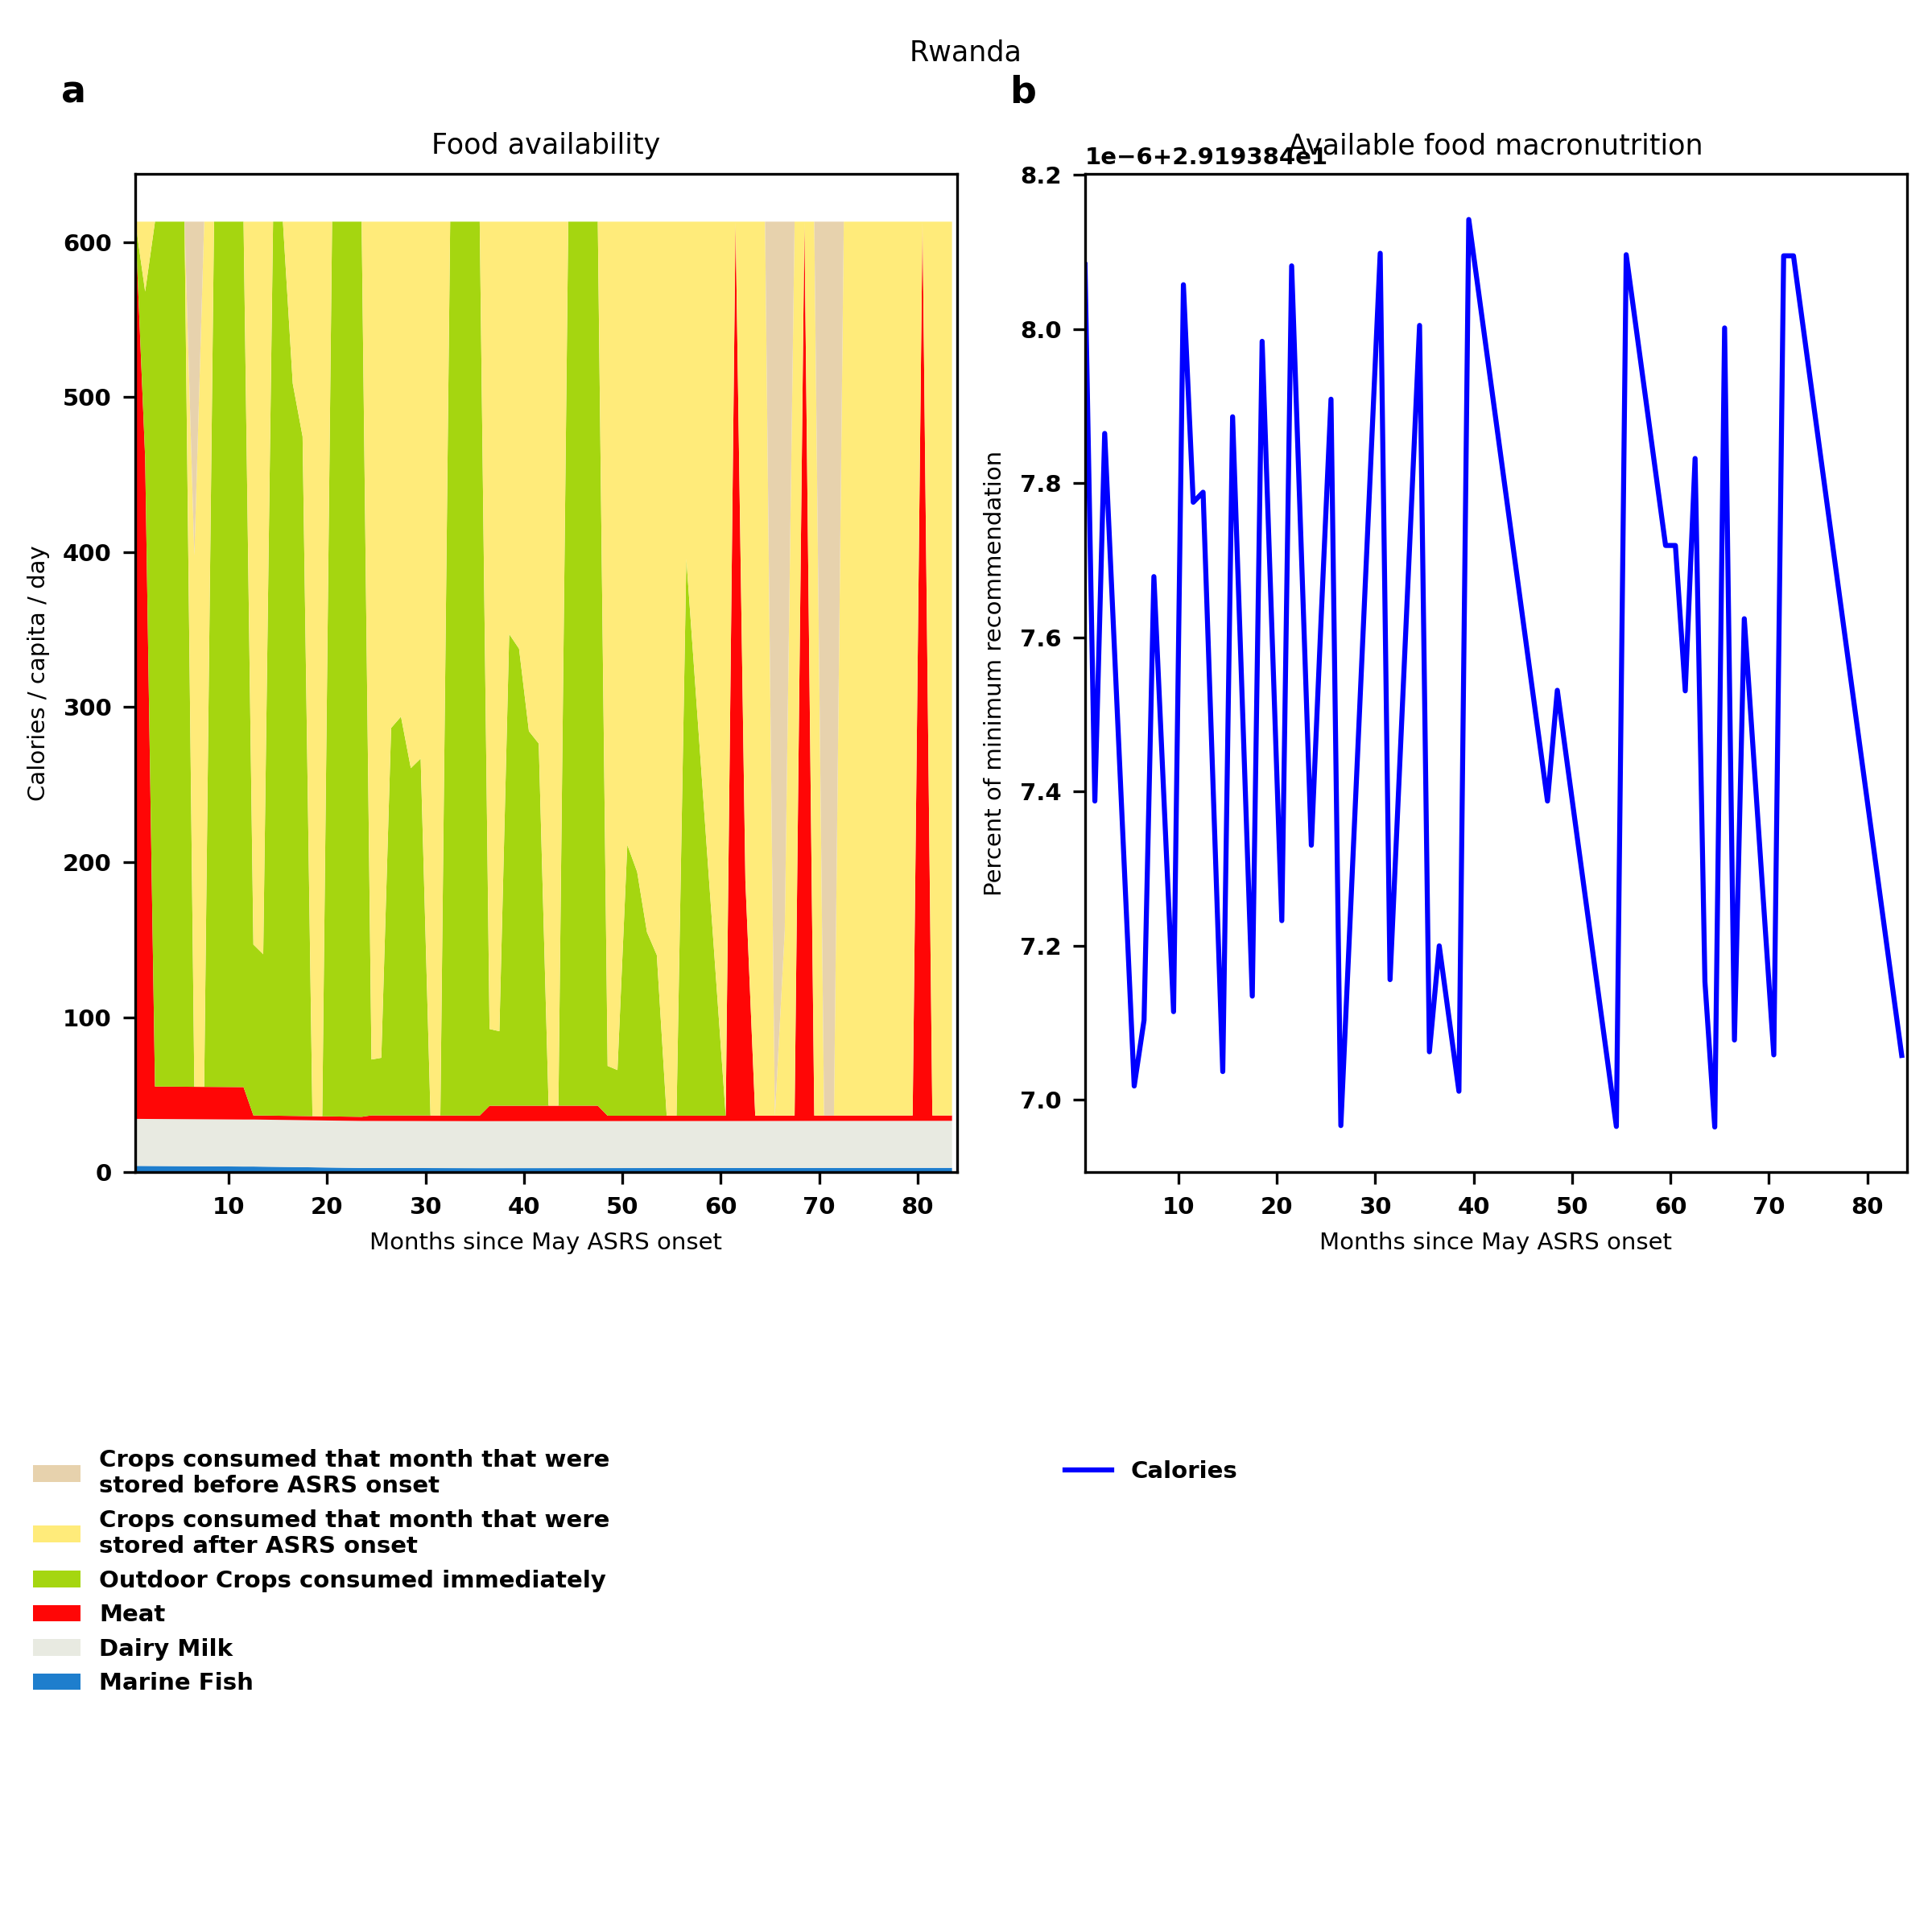 Rwanda
a
b
Food availability
Available food macronutrition
1e−6+2.919384e1
600
500
400
300
200
100
0
Calories / capita / day
10 20 30 40 50 60 70 80
Months since May ASRS onset
8.2
8.0
7.8
7.6
7.4
7.2
7.0
Percent of minimum recommendation
10 20 30 40 50 60 70 80
Months since May ASRS onset
Crops consumed that month that were
stored before ASRS onset
Crops consumed that month that were
stored after ASRS onset
Outdoor Crops consumed immediately
Meat
Dairy Milk
Marine Fish
Calories